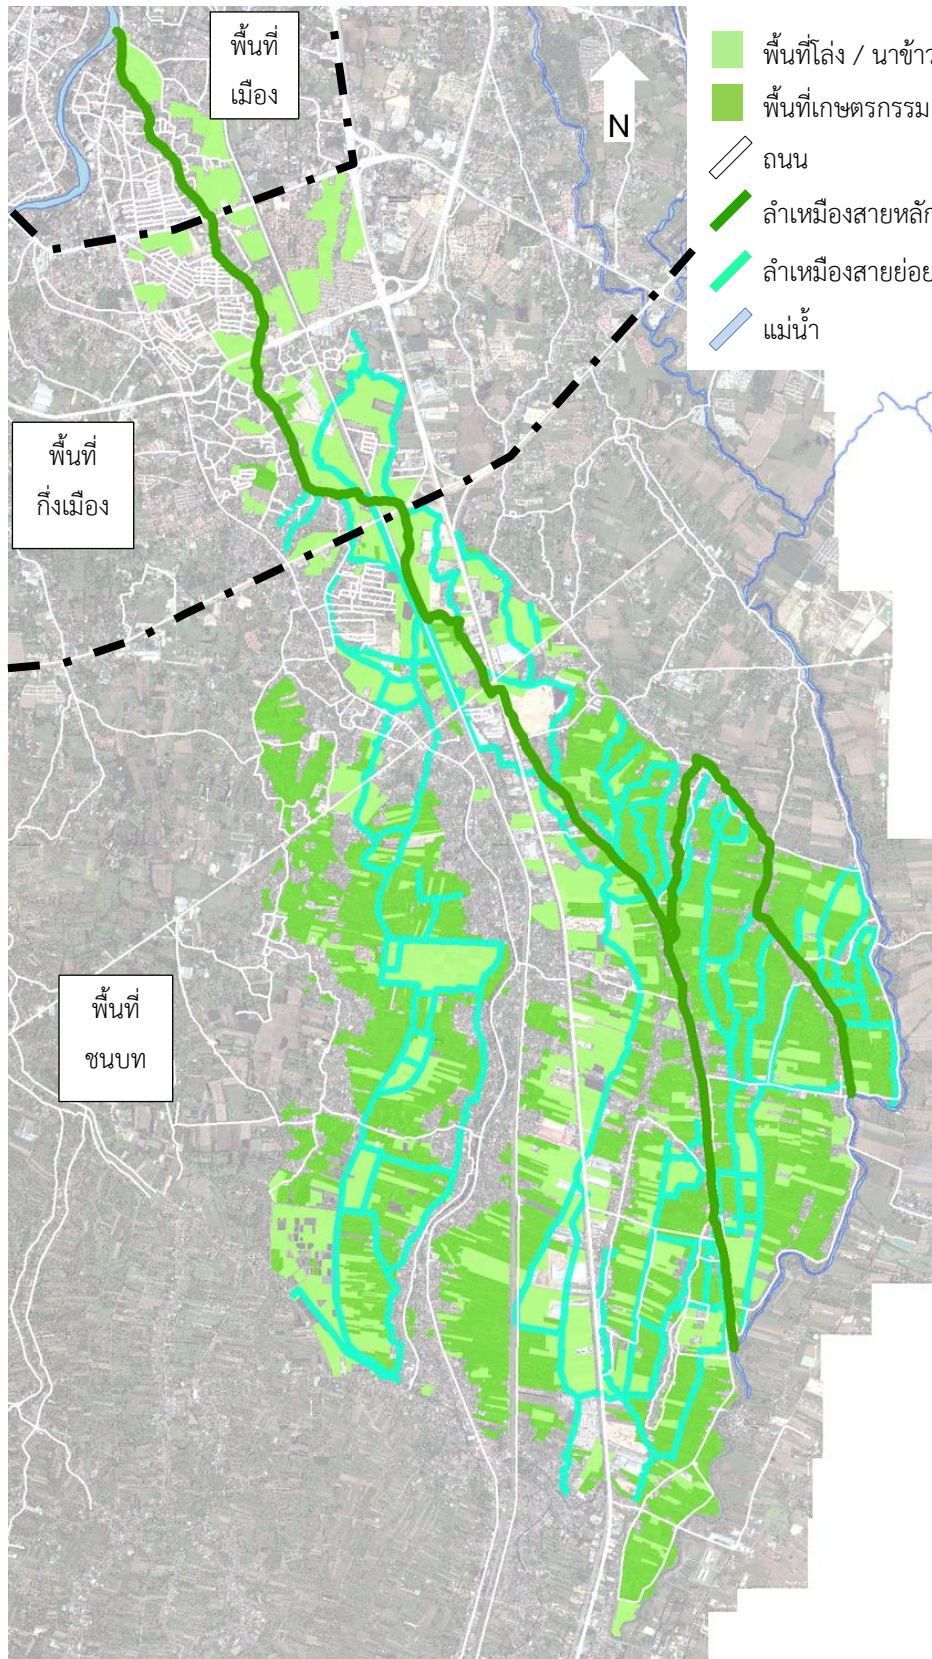 พื้นที่
เมือง
N
พื้นที่โล่ง / นาข้าว
พื้นที่เกษตรกรรม
ถนน
ลำเหมืองสายหลัก
ลำเหมืองสายย่อย
แม่น้ำ
พื้นที่
กึ่งเมือง
พื้นที่
ชนบท